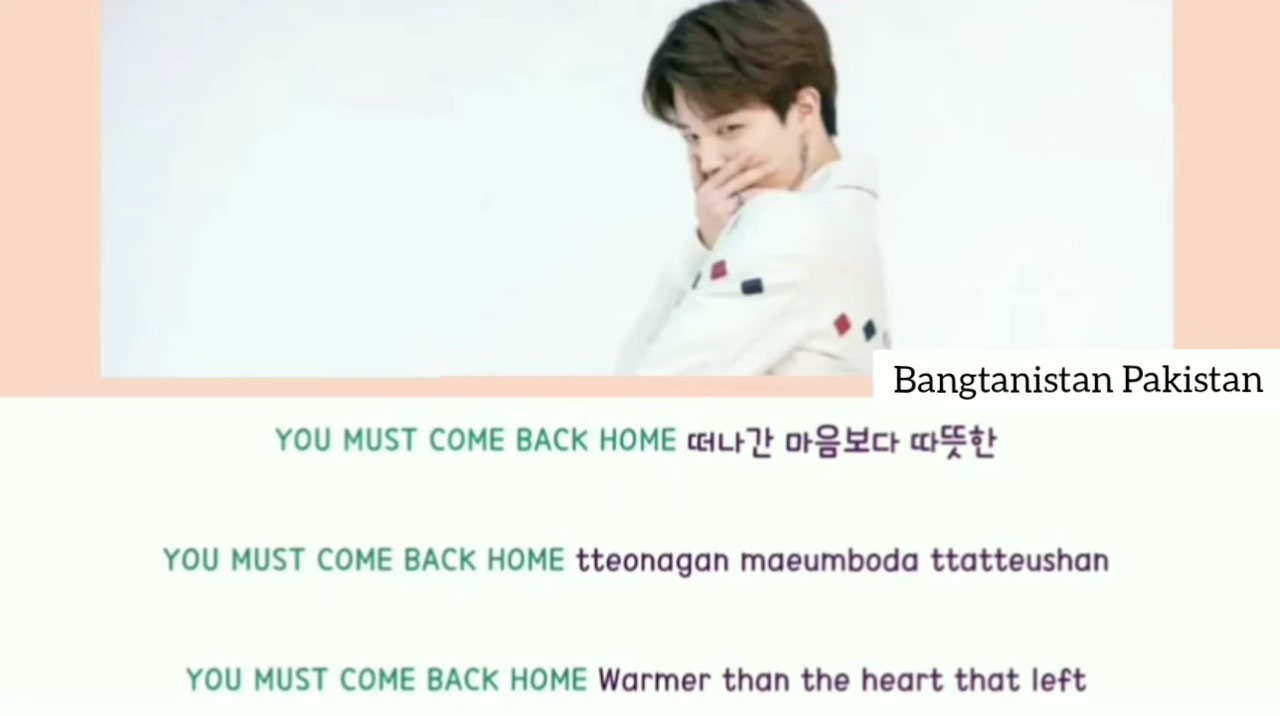 Bangtanistan Pakistan
YOU MUST COME BACK HOME 떠나간 마음보다 따뜻한
YOU MUST COME BACK HOME tteonagan maeumboda ttatteushan
YOU MUST COME BACK HOME Warmer than the heart that left